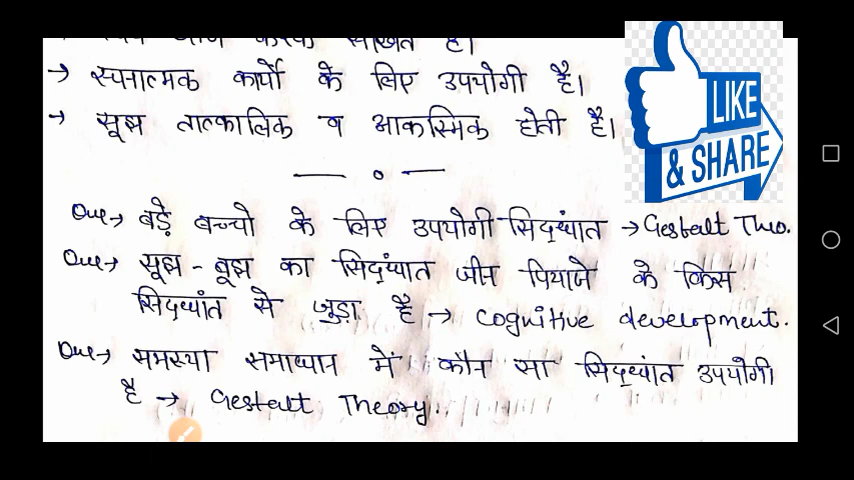 करके है।
→ रचनात्मक कार्यों के लिए उपयोगी है।
→ सूझ तात्कालिक व आकस्मिक होती है।
LIKE
& SHARE
Que→ बड़े बच्चो के लिए उपयोगी सिद्धांत → Gestalt Theo.
Que→ सूझ - बूझ का सिद्धांत जीन पियाजे के किस
सिद्धांत से जुड़ा है → cognitive development.
Que→ समस्या समाधान में कौन सा सिद्धांत उपयोगी
है → Gestalt Theory.